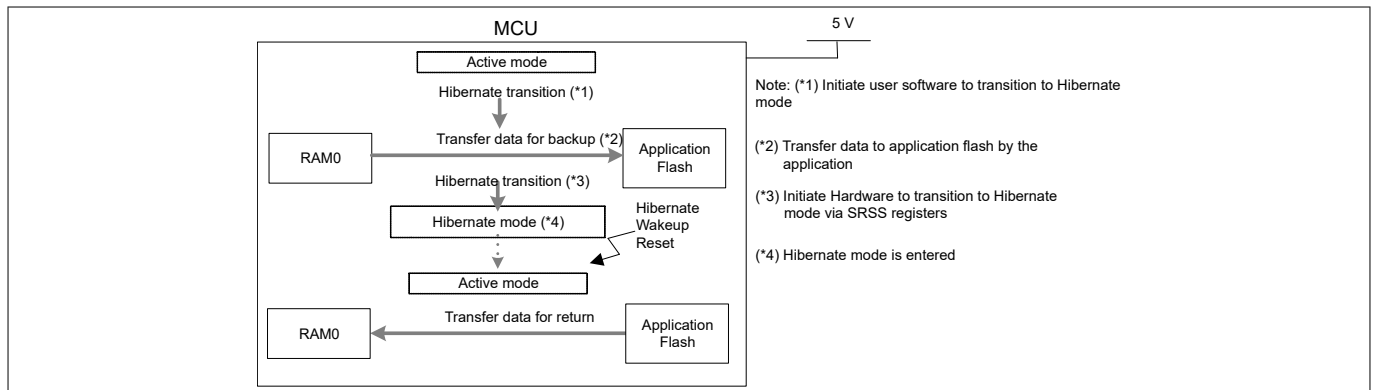 MCU
5 V
Active mode
Hibernate transition (*1)
Transfer data for backup (*2)
RAM0
Application
Flash
Hibernate transition (*3)
Hibernate mode (*4)
Hibernate
Wakeup
Reset
Active mode
Transfer data for return
RAM0
Application
Flash
Note: (*1) Initiate user software to transition to Hibernate
mode
(*2) Transfer data to application flash by the
application
(*3) Initiate Hardware to transition to Hibernate
mode via SRSS registers
(*4) Hibernate mode is entered